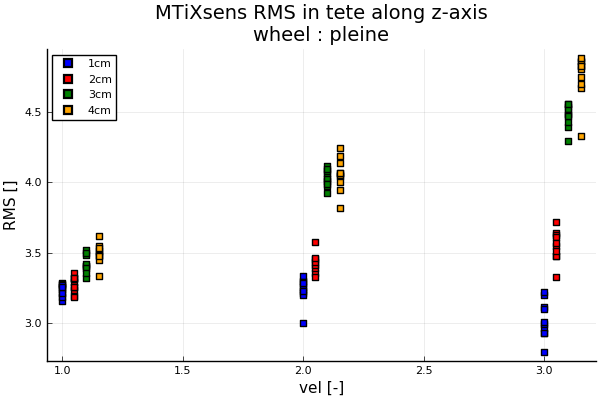 MTiXsens RMS in tete along z-axis
wheel : pleine
1cm
2cm
3cm
4cm
RMS []
4.5
4.0
3.5
3.0
1.0
1.5
2.0
2.5
3.0
vel [-]